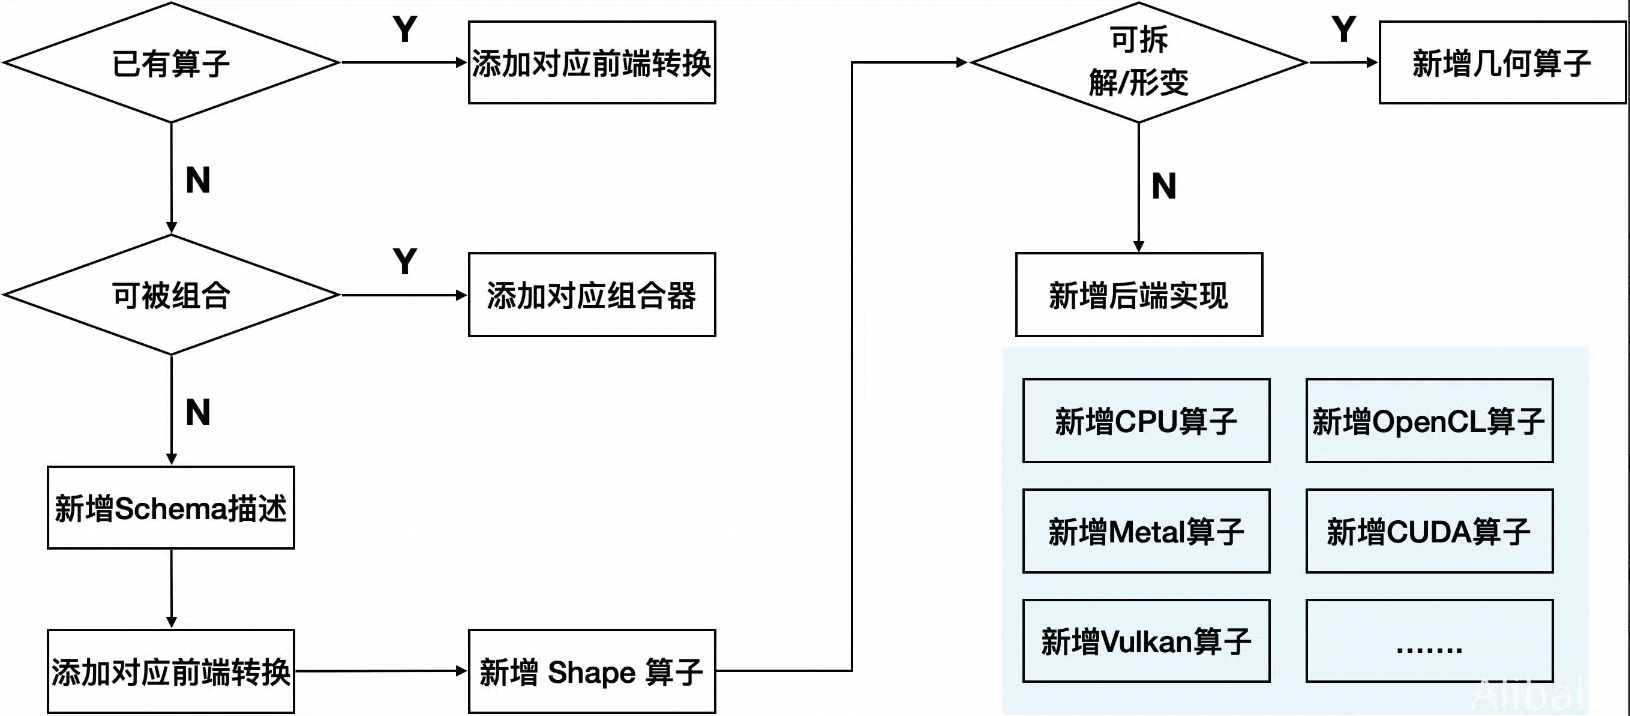 已有算子
Y
添加对应前端转换
N
可被组合
Y
添加对应组合器
N
新增Schema描述
添加对应前端转换
新增 Shape 算子
可拆
解/形变
Y
新增几何算子
N
新增后端实现
新增CPU算子
新增OpenCL算子
新增Metal算子
新增CUDA算子
新增Vulkan算子
.......